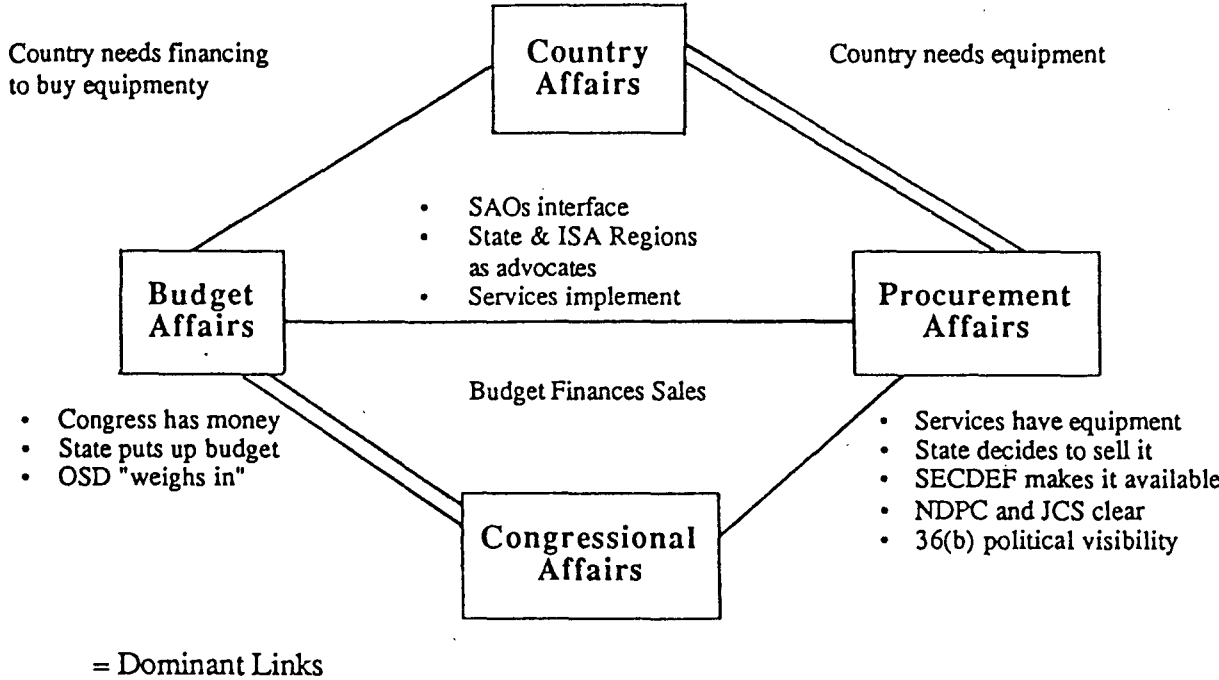 Country needs financing
to buy equipmenty
Country
Affairs
Country needs equipment
• SAOs interface
• State & ISA Regions
as advocates
• Services implement
Budget
Affairs
Procurement
Affairs
Budget Finances Sales
• Congress has money
• State puts up budget
• OSD "weighs in"
• Services have equipment
• State decides to sell it
• SECDEF makes it available
• NDPC and JCS clear
• 36(b) political visibility
Congressional
Affairs
= Dominant Links